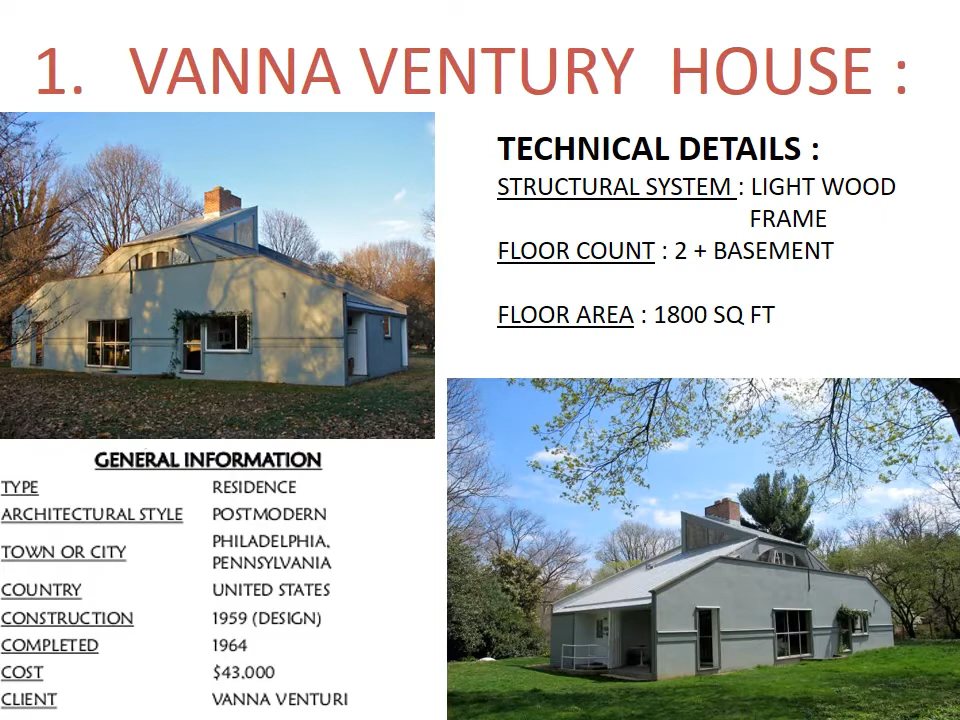 1. VANNA VENTURY HOUSE :
TECHNICAL DETAILS :
STRUCTURAL SYSTEM : LIGHT WOOD
FRAME
FLOOR COUNT : 2 + BASEMENT
FLOOR AREA : 1800 SQ FT
GENERAL INFORMATION
TYPE RESIDENCE
ARCHITECTURAL STYLE POSTMODERN
TOWN OR CITY PHILADELPHIA,
PENNSYLVANIA
COUNTRY UNITED STATES
CONSTRUCTION 1959 (DESIGN)
COMPLETED 1964
COST $43,000
CLIENT VANNA VENTURI